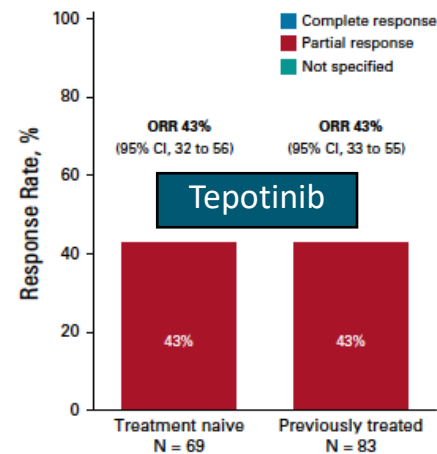 Complete response
Partial response
Not specified
100
80
60
40
20
0
Response Rate, %
ORR 43%
(95% CI, 32 to 56)
ORR 43%
(95% CI, 33 to 55)
Tepotinib
43%
43%
Treatment naive
N = 69
Previously treated
N = 83